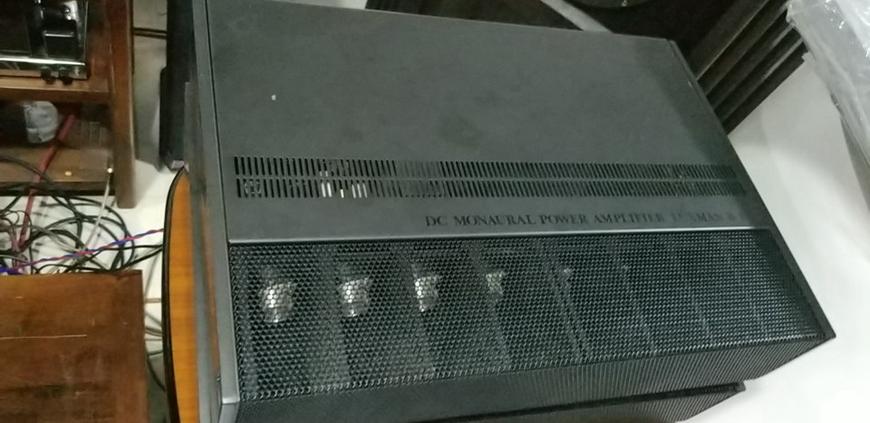 DC MONAURAL POWER AMPLIFIER